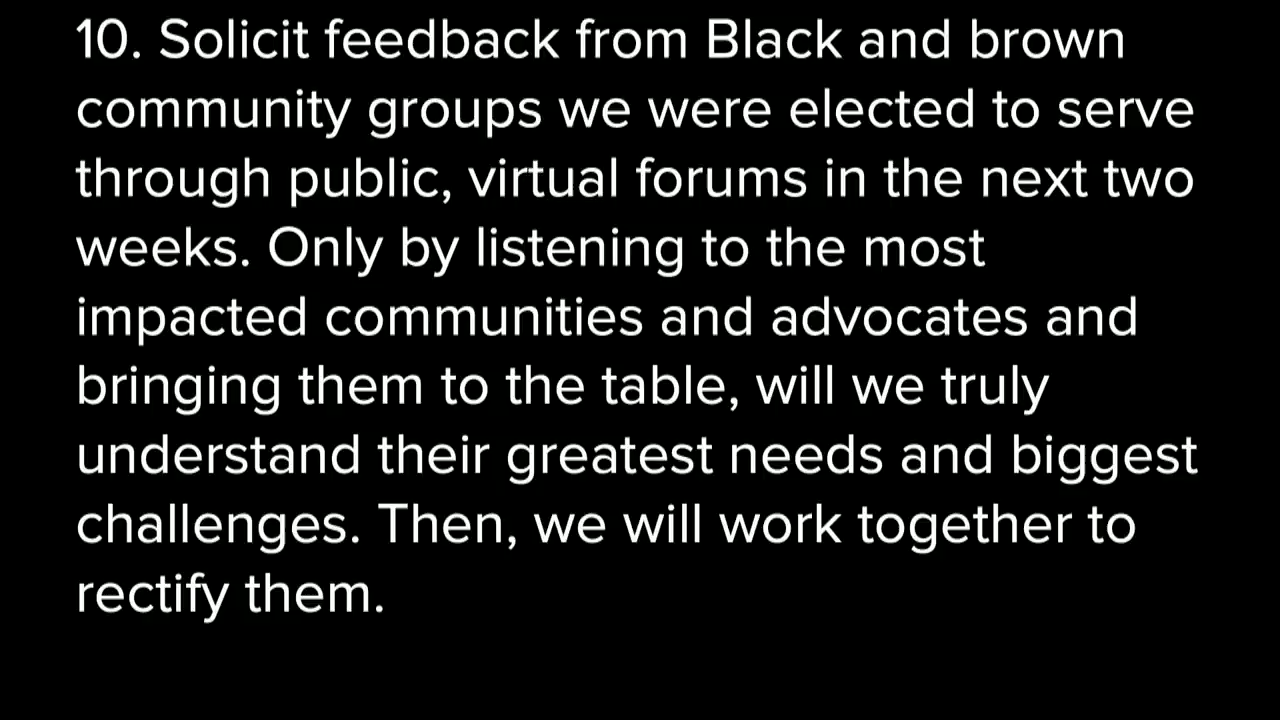 10. Solicit feedback from Black and brown
community groups we were elected to serve
through public, virtual forums in the next two
weeks. Only by listening to the most
impacted communities and advocates and
bringing them to the table, will we truly
understand their greatest needs and biggest
challenges. Then, we will work together to
rectify them.